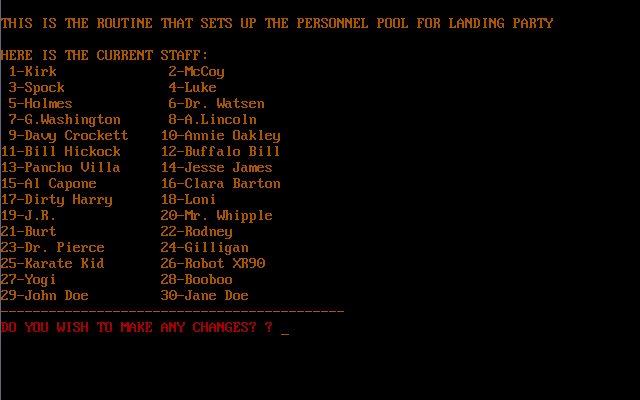 THIS IS THE ROUTINE THAT SETS UP THE PERSONNEL POOL FOR LANDING PARTY
HERE IS THE CURRENT STAFF:
1-Kirk 2-McCoy
3-Spock 4-Luke
5-Holmes 6-Dr. Watsen
7-G.Washington 8-A.Lincoln
9-Davy Crockett 10-Annie Oakley
11-Bill Hickock 12-Buffalo Bill
13-Pancho Villa 14-Jesse James
15-Al Capone 16-Clara Barton
17-Dirty Harry 18-Loni
19-J.R. 20-Mr. Whipple
21-Burt 22-Rodney
23-Dr. Pierce 24-Gilligan
25-Karate Kid 26-Robot XR90
27-Yogi 28-Booboo
29-John Doe 30-Jane Doe
-------------------------------------------
DO YOU WISH TO MAKE ANY CHANGES? ? _